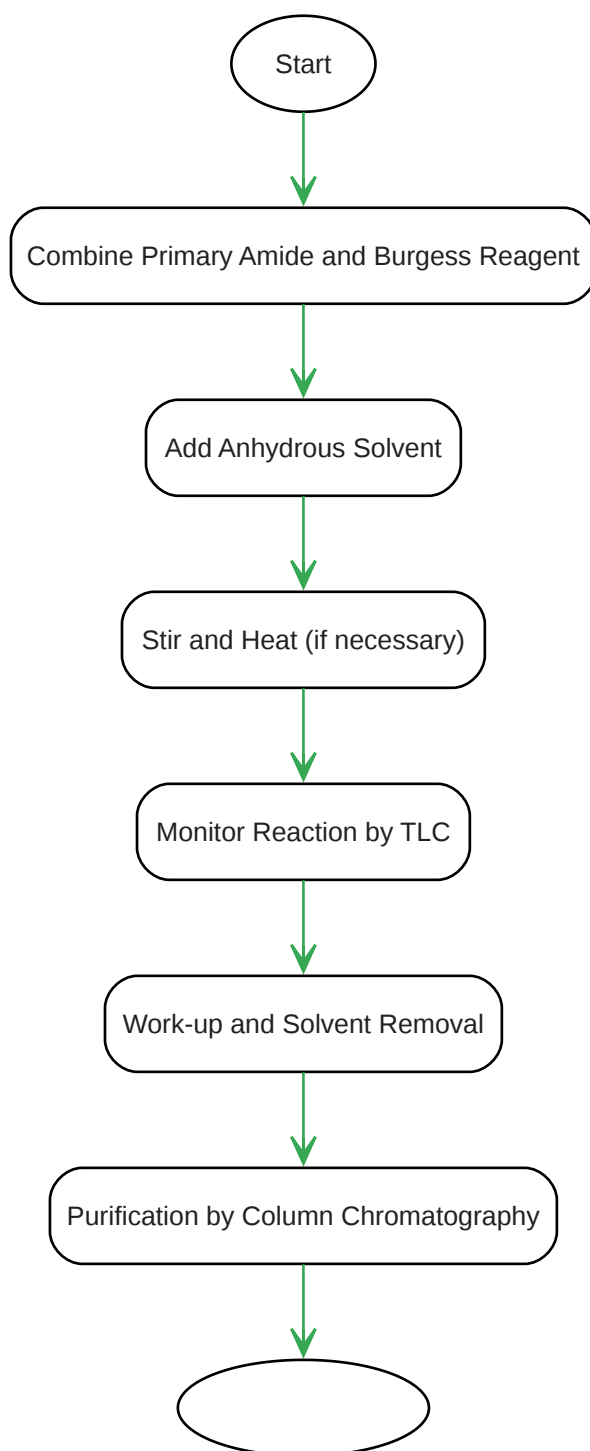 Start
Combine Primary Amide and Burgess Reagent
Add Anhydrous Solvent
Stir and Heat (if necessary)
Monitor Reaction by TLC
Work-up and Solvent Removal
Purification by Column Chromatography